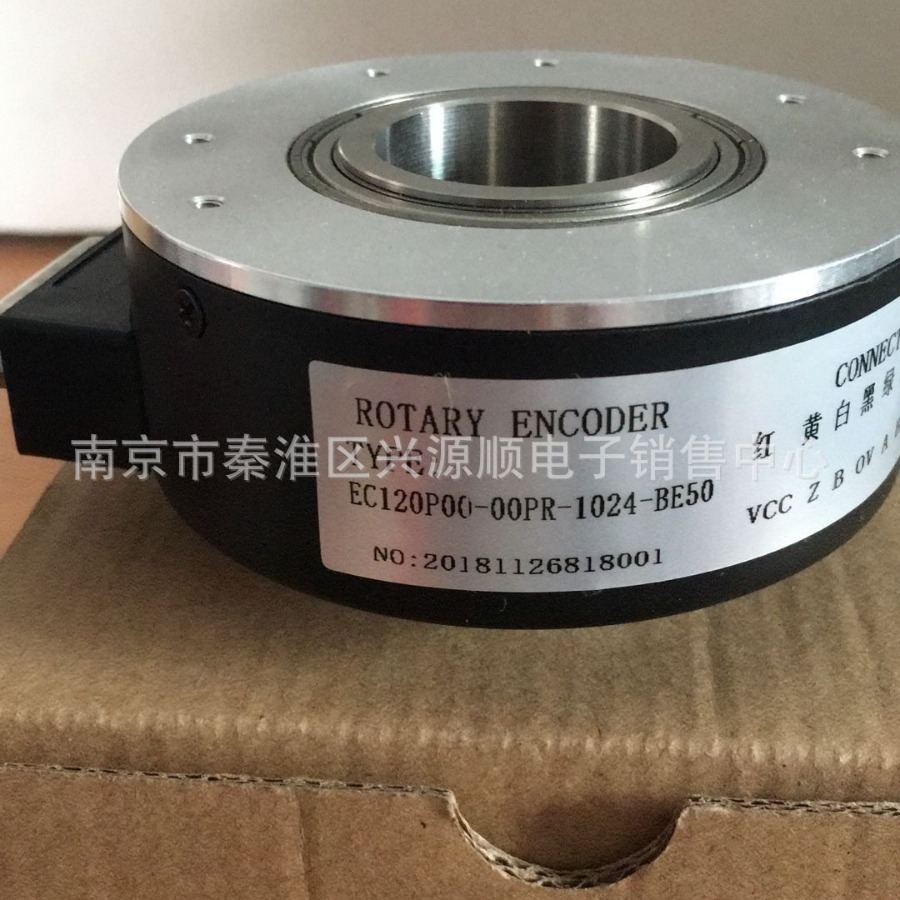 ROTARY ENCODER
TYPE:
EC120P00-00PR-1024-BE50
NO:20181126818001
红 黄 白 黑 绿
VCC Z B 0V A
南京市秦淮区兴源顺电子销售中心